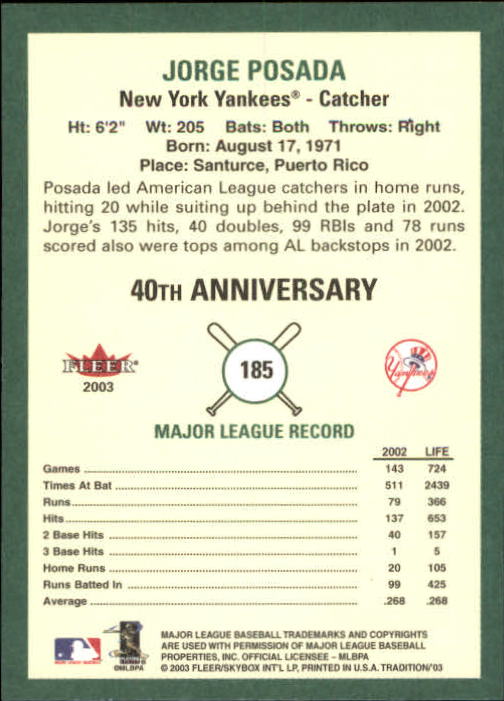 JORGE POSADA
New York Yankees® - Catcher
Ht: 6'2" Wt: 205 Bats: Both Throws: Right
Born: August 17, 1971
Place: Santurce, Puerto Rico
Posada led American League catchers in home runs,
hitting 20 while suiting up behind the plate in 2002.
Jorge's 135 hits, 40 doubles, 99 RBIs and 78 runs
scored also were tops among AL backstops in 2002.
40TH ANNIVERSARY
FLEER®
2003
185
Yankees
MAJOR LEAGUE RECORD
2002 LIFE
Games 143 724
Times At Bat 511 2439
Runs 79 366
Hits 137 653
2 Base Hits 40 157
3 Base Hits 1 5
Home Runs 20 105
Runs Batted In 99 425
Average .268 .268
©MLBPA
MAJOR LEAGUE BASEBALL TRADEMARKS AND COPYRIGHTS
ARE USED WITH PERMISSION OF MAJOR LEAGUE BASEBALL
PROPERTIES, INC. OFFICIAL LICENSEE - MLBPA
© 2003 FLEER/SKYBOX INT'L LP, PRINTED IN U.S.A. TRADITION'03